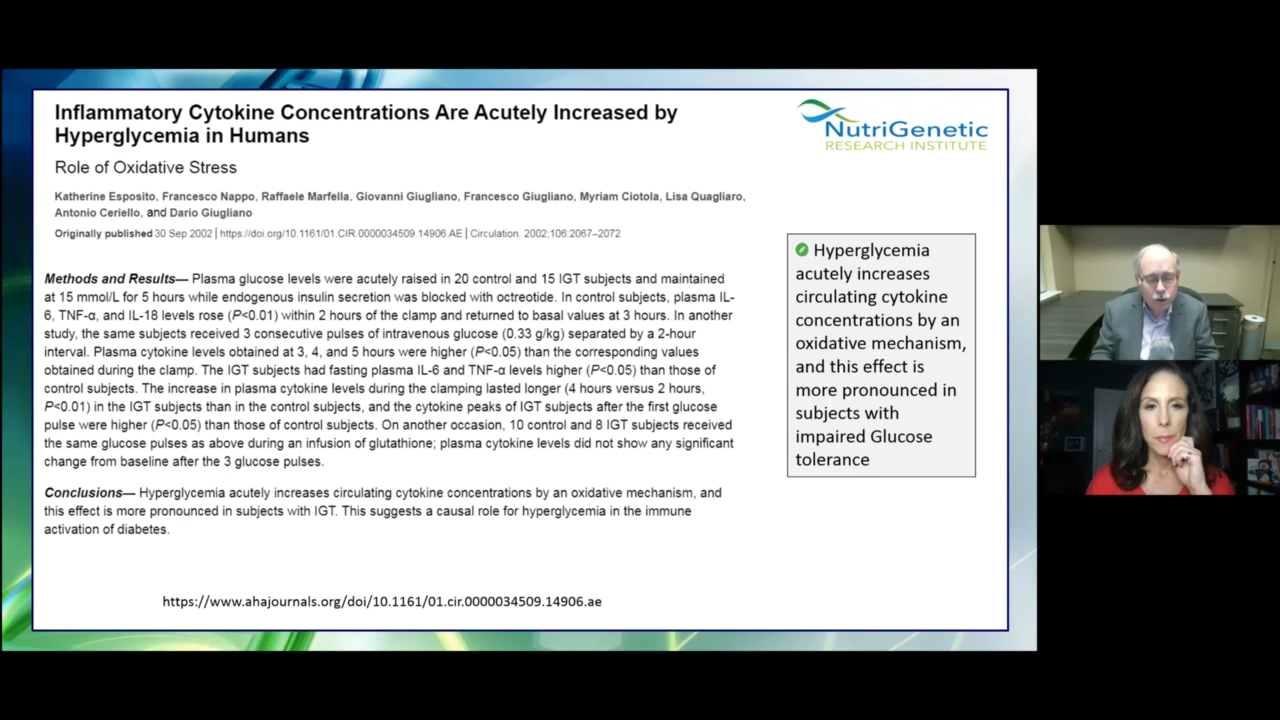 Inflammatory Cytokine Concentrations Are Acutely Increased by
Hyperglycemia in Humans
Role of Oxidative Stress
Katherine Esposito, Francesco Nappo, Raffaele Marfella, Giovanni Giugliano, Francesco Giugliano, Myriam Ciotola, Lisa Quagliaro,
Antonio Ceriello, and Dario Giugliano
Originally published 30 Sep 2002 | https://doi.org/10.1161/01.CIR.0000034509.14906.AE | Circulation. 2002;106:2067–2072
Methods and Results— Plasma glucose levels were acutely raised in 20 control and 15 IGT subjects and maintained
at 15 mmol/L for 5 hours while endogenous insulin secretion was blocked with octreotide. In control subjects, plasma IL-
6, TNF-α, and IL-18 levels rose (P<0.01) within 2 hours of the clamp and returned to basal values at 3 hours. In another
study, the same subjects received 3 consecutive pulses of intravenous glucose (0.33 g/kg) separated by a 2-hour
interval. Plasma cytokine levels obtained at 3, 4, and 5 hours were higher (P<0.05) than the corresponding values
obtained during the clamp. The IGT subjects had fasting plasma IL-6 and TNF-α levels higher (P<0.05) than those of
control subjects. The increase in plasma cytokine levels during the clamping lasted longer (4 hours versus 2 hours,
P<0.01) in the IGT subjects than in the control subjects, and the cytokine peaks of IGT subjects after the first glucose
pulse were higher (P<0.05) than those of control subjects. On another occasion, 10 control and 8 IGT subjects received
the same glucose pulses as above during an infusion of glutathione; plasma cytokine levels did not show any significant
change from baseline after the 3 glucose pulses.
Conclusions— Hyperglycemia acutely increases circulating cytokine concentrations by an oxidative mechanism, and
this effect is more pronounced in subjects with IGT. This suggests a causal role for hyperglycemia in the immune
activation of diabetes.
https://www.ahajournals.org/doi/10.1161/01.cir.0000034509.14906.ae
NutriGenetic
RESEARCH INSTITUTE
Hyperglycemia
acutely increases
circulating cytokine
concentrations by an
oxidative mechanism,
and this effect is
more pronounced in
subjects with
impaired Glucose
tolerance